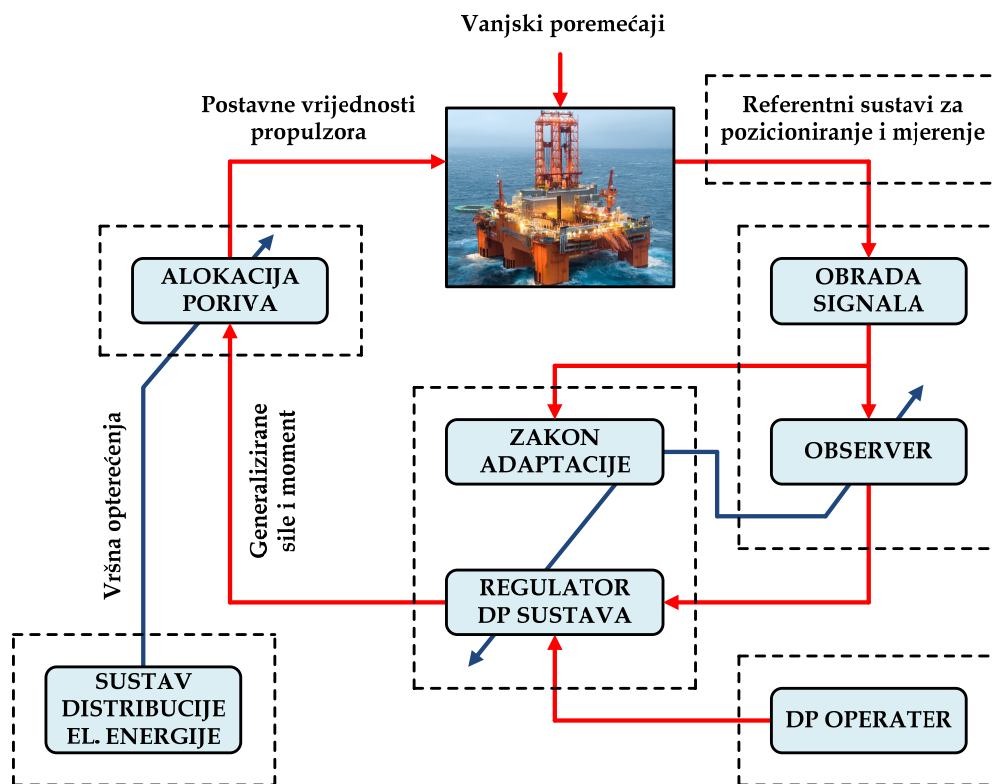 Vanjski poremećaji
Postavne vrijednosti
propulzora
Referentni sustavi za
pozicioniranje i mjerenje
ALOKACIJA
PORIVA
OBRADA
SIGNALA
Vršna opterećenja
Generalizirane
sile i moment
ZAKON
ADAPTACIJE
OBSERVER
REGULATOR
DP SUSTAVA
SUSTAV
DISTRIBUCIJE
EL. ENERGIJE
DP OPERATER